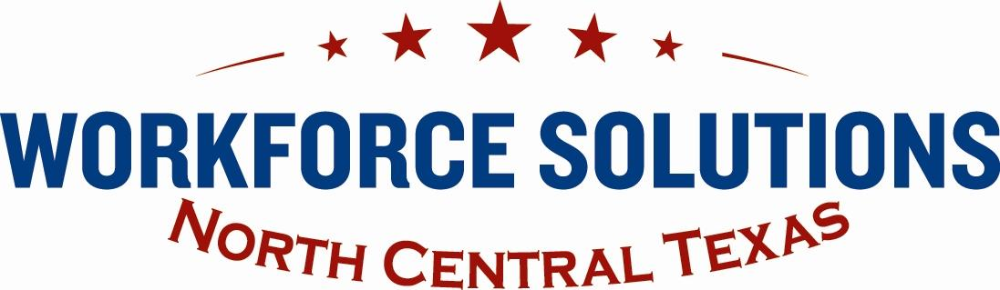 WORKFORCE SOLUTIONS
NORTH CENTRAL TEXAS